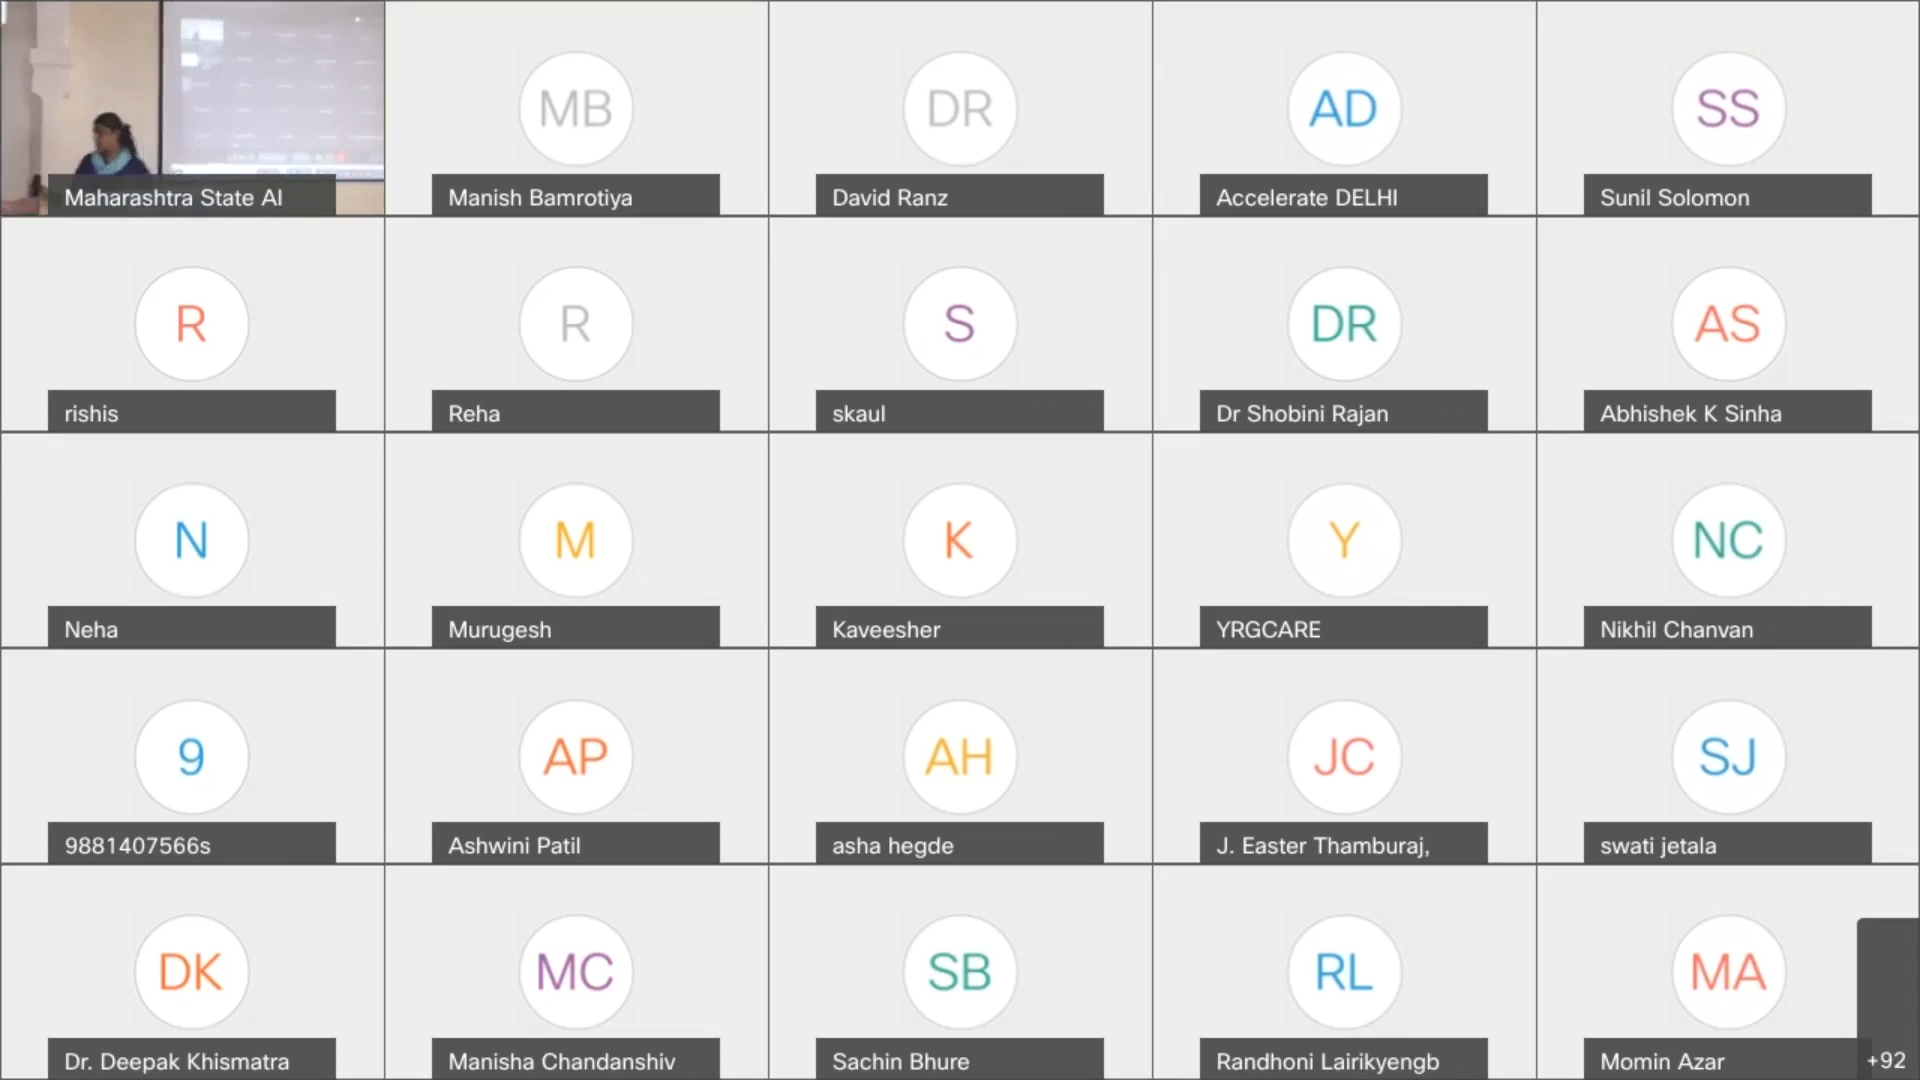 MB
DR
AD
SS
Maharashtra State AI
Manish Bamrotiya
David Ranz
Accelerate DELHI
Sunil Solomon
R
R
S
DR
AS
rishis
Reha
skaul
Dr Shobini Rajan
Abhishek K Sinha
N
M
K
Y
NC
Neha
Murugesh
Kaveesher
YRGCARE
Nikhil Chanvan
9
AP
AH
JC
SJ
9881407566s
Ashwini Patil
asha hegde
J. Easter Thamburaj,
swati jetala
DK
MC
SB
RL
MA
Dr. Deepak Khismatra
Manisha Chandanshiv
Sachin Bhure
Randhoni Lairikyengb
Momin Azar
+92